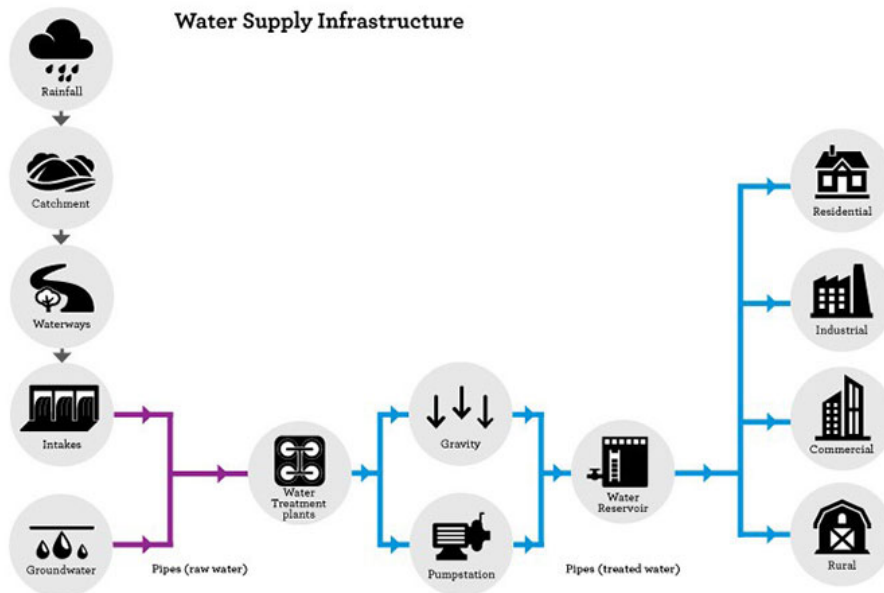 Water Supply Infrastructure
Rainfall
Catchment
Waterways
Intakes
Groundwater
Pipes (raw water)
Water
Treatment
plants
Gravity
Pumpstation
Pipes (treated water)
Water
Reservoir
Residential
Industrial
Commercial
Rural